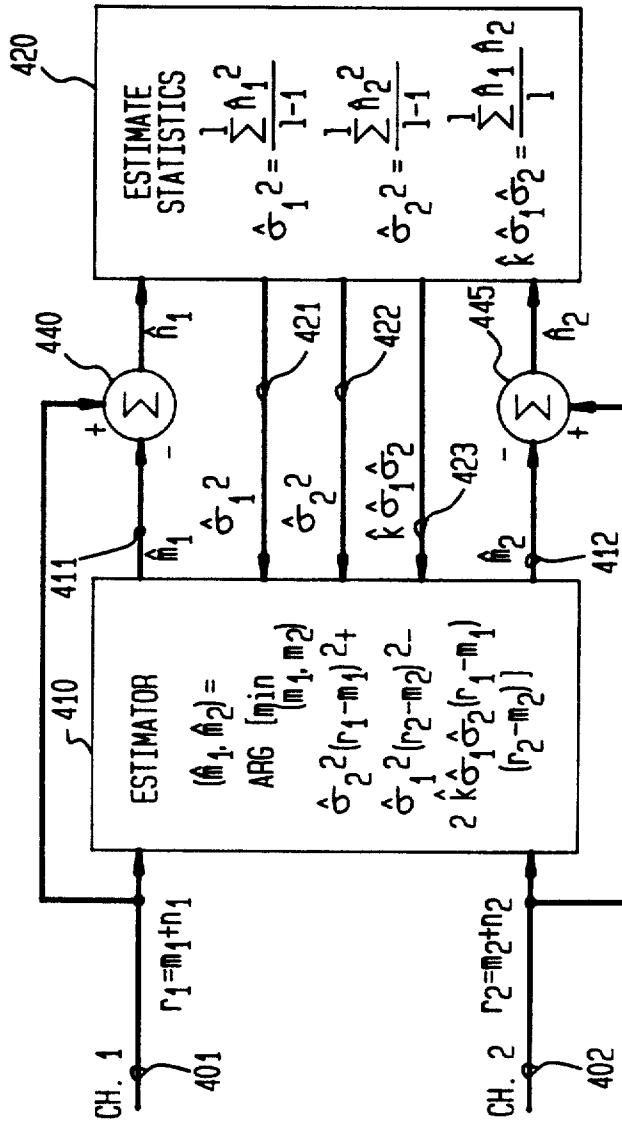 CH. 1
401
r₁=m₁+n₁
CH. 2
402
r₂=m₂+n₂
410
ESTIMATOR
(m̂₁, m̂₂)=
ARG [min
(m₁, m₂)
σ̂₂²(r₁-m₁)²+
σ̂₁²(r₂-m₂)²-
2 k̂σ̂₁σ̂₂(r₁-m₁)
(r₂-m₂)]
411
m̂₁
m̂₂
412
σ̂₁²
σ̂₂²
k̂σ̂₁σ̂₂
421
422
423
440
Σ
+
-
n̂₁
445
Σ
-
+
n̂₂
420
ESTIMATE
STATISTICS
σ̂₁² = Σˡ n̂₁² / l-1
σ̂₂² = Σˡ n̂₂² / l-1
k̂σ̂₁σ̂₂ = Σˡ n̂₁ n̂₂ / l